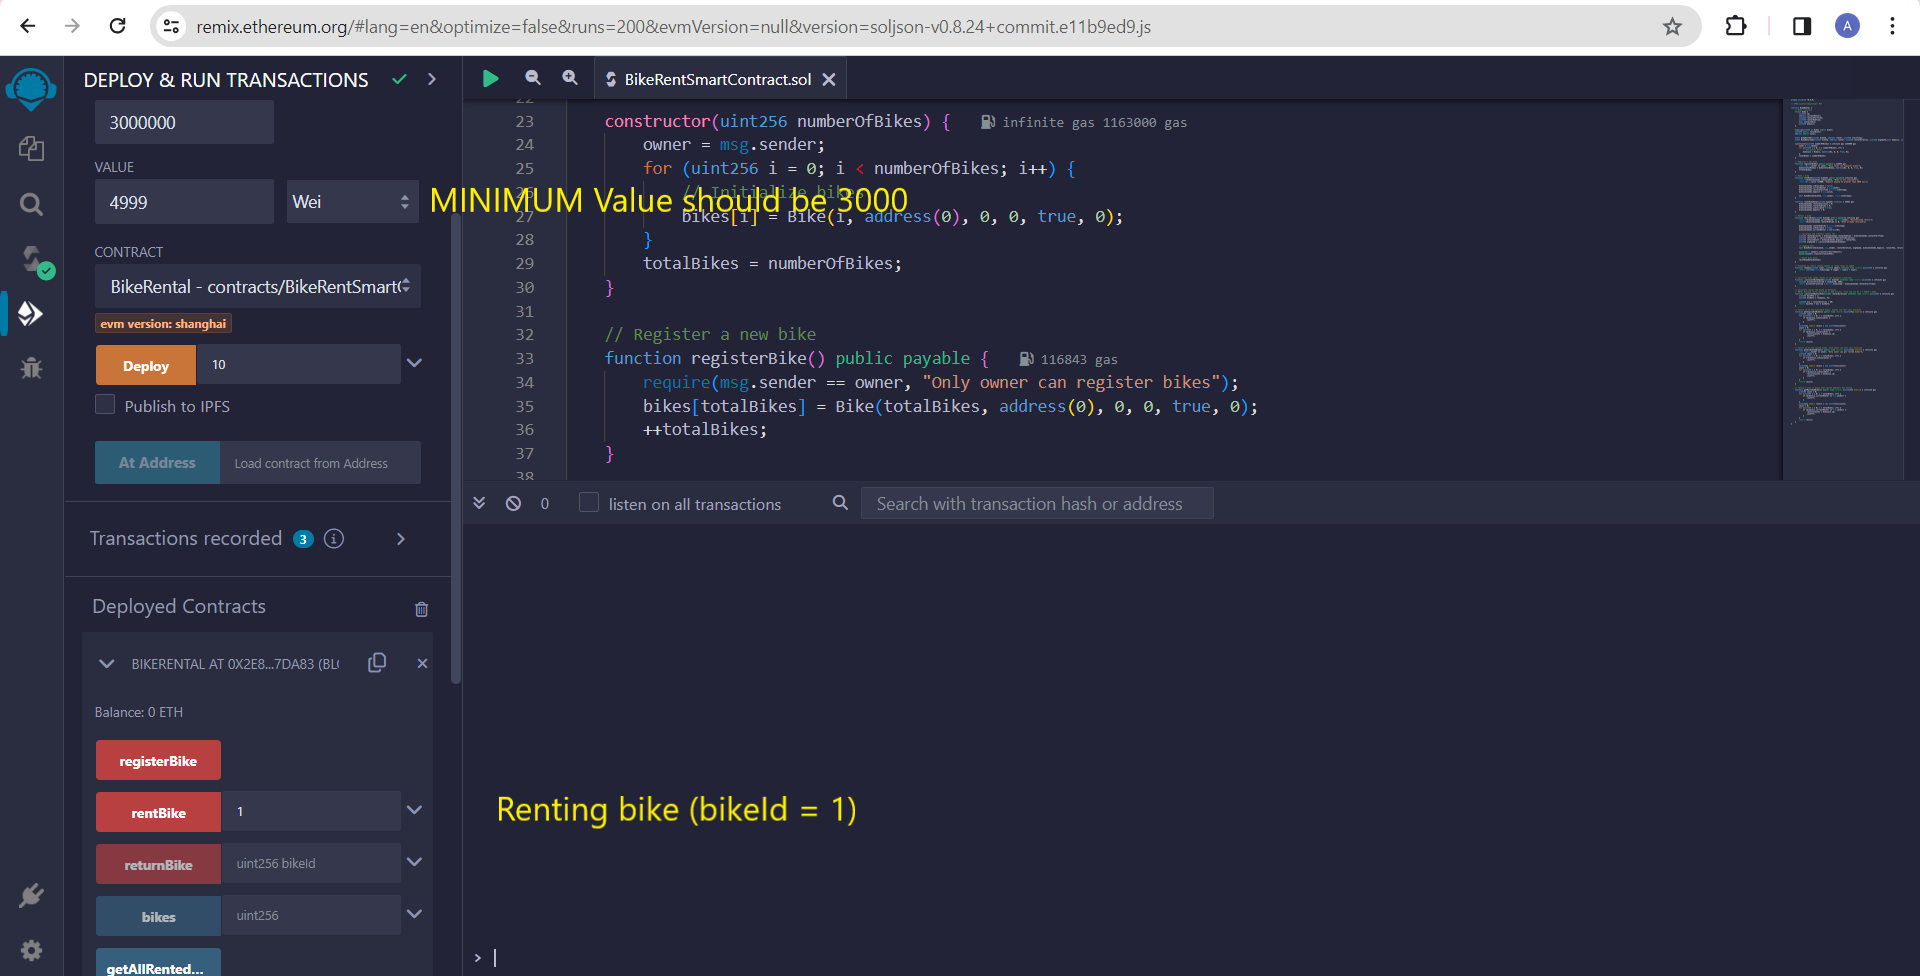 remix.ethereum.org/#lang=en&optimize=false&runs=200&evmVersion=null&version=soljson-v0.8.24+commit.e11b9ed9.js
A
DEPLOY & RUN TRANSACTIONS
3000000
VALUE
4999
Wei
CONTRACT
BikeRental - contracts/BikeRentSmart(
evm version: shanghai
Deploy
10
Publish to IPFS
At Address
Load contract from Address
Transactions recorded 3 i
Deployed Contracts
BIKERENTAL AT 0X2E8...7DA83 (BL
Balance: 0 ETH
registerBike
rentBike
1
returnBike
uint256 bikeId
bikes
uint256
getAllRented...
BikeRentSmartContract.sol
22
23 constructor(uint256 numberOfBikes) { infinite gas 1163000 gas
24 owner = msg.sender;
25 for (uint256 i = 0; i < numberOfBikes; i++) {
26 // Initialize bikes
MINIMUM Value should be 3000
27 bikes[i] = Bike(i, address(0), 0, 0, true, 0);
28 }
29 totalBikes = numberOfBikes;
30 }
31
32 // Register a new bike
33 function registerBike() public payable { 116843 gas
34 require(msg.sender == owner, "Only owner can register bikes");
35 bikes[totalBikes] = Bike(totalBikes, address(0), 0, 0, true, 0);
36 ++totalBikes;
37 }
38
0
listen on all transactions
Search with transaction hash or address
Renting bike (bikeId = 1)
>